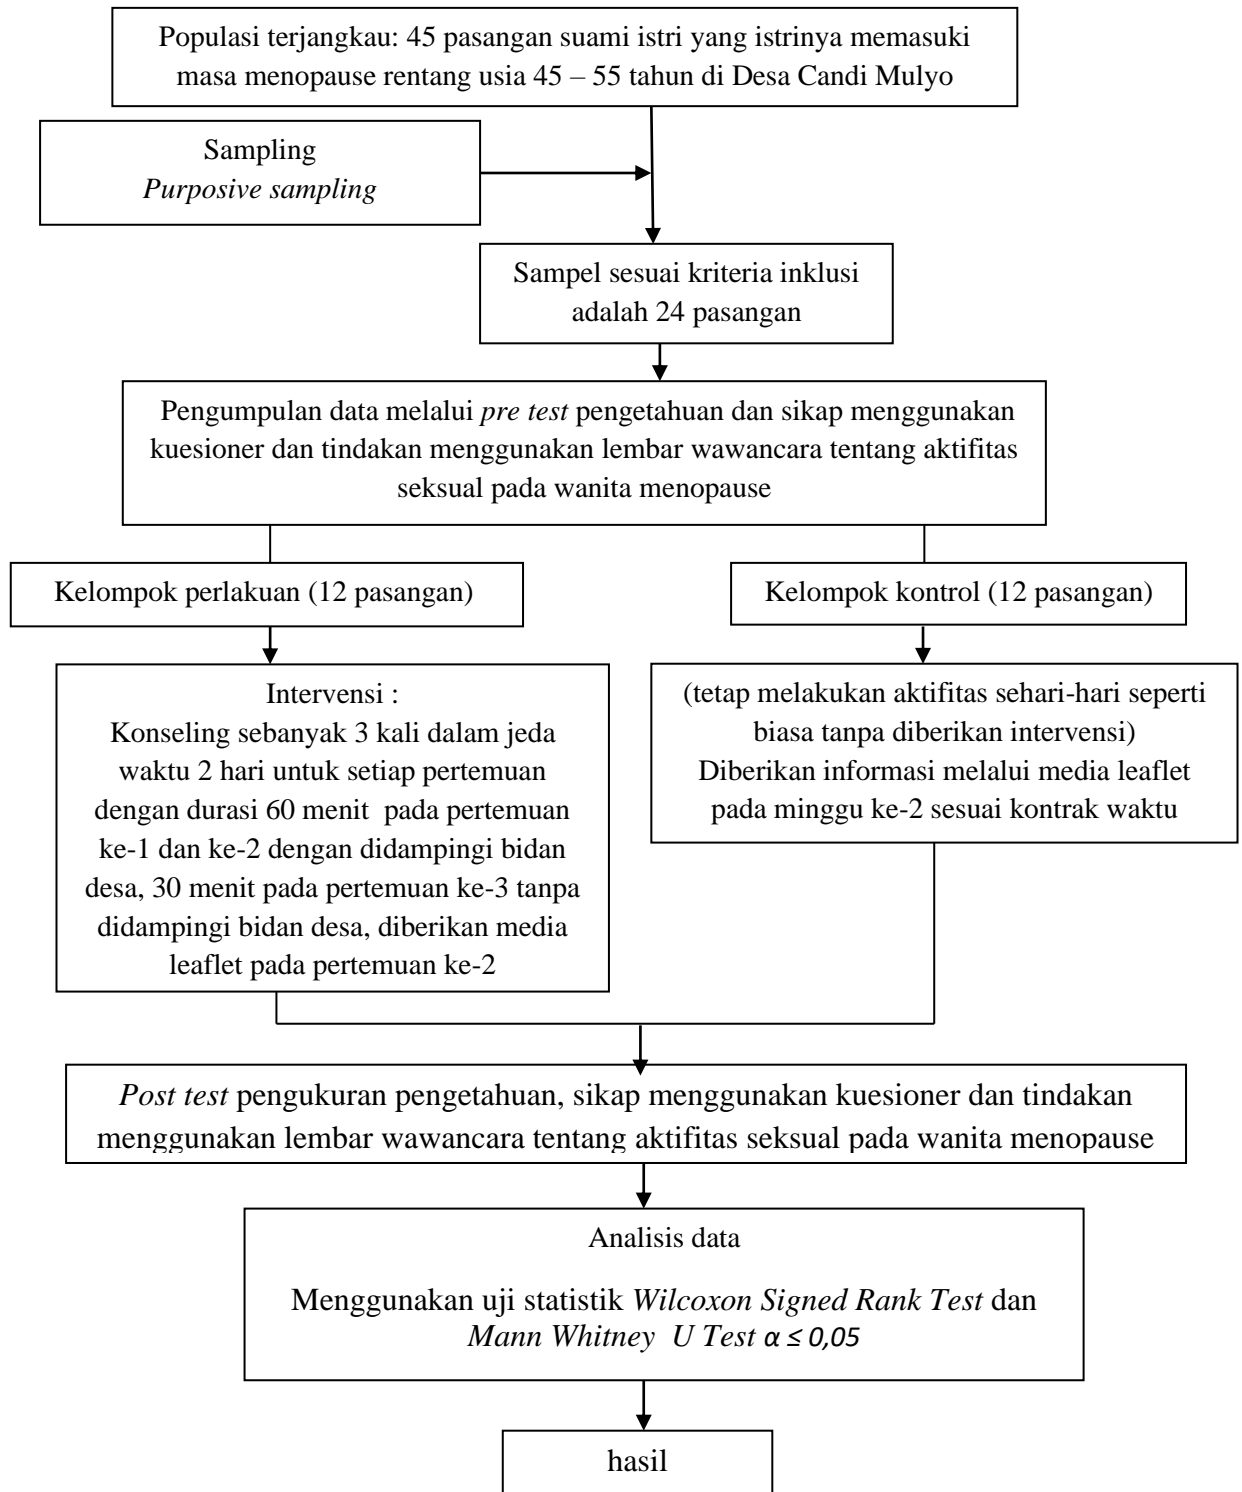 Populasi terjangkau: 45 pasangan suami istri yang istrinya memasuki
masa menopause rentang usia 45 – 55 tahun di Desa Candi Mulyo
Sampling
Purposive sampling
Sampel sesuai kriteria inklusi
adalah 24 pasangan
Pengumpulan data melalui pre test pengetahuan dan sikap menggunakan
kuesioner dan tindakan menggunakan lembar wawancara tentang aktifitas
seksual pada wanita menopause
Kelompok perlakuan (12 pasangan)
Kelompok kontrol (12 pasangan)
Intervensi :
Konseling sebanyak 3 kali dalam jeda
waktu 2 hari untuk setiap pertemuan
dengan durasi 60 menit pada pertemuan
ke-1 dan ke-2 dengan didampingi bidan
desa, 30 menit pada pertemuan ke-3 tanpa
didampingi bidan desa, diberikan media
leaflet pada pertemuan ke-2
(tetap melakukan aktifitas sehari-hari seperti
biasa tanpa diberikan intervensi)
Diberikan informasi melalui media leaflet
pada minggu ke-2 sesuai kontrak waktu
Post test pengukuran pengetahuan, sikap menggunakan kuesioner dan tindakan
menggunakan lembar wawancara tentang aktifitas seksual pada wanita menopause
Analisis data
Menggunakan uji statistik Wilcoxon Signed Rank Test dan
Mann Whitney U Test α ≤ 0,05
hasil